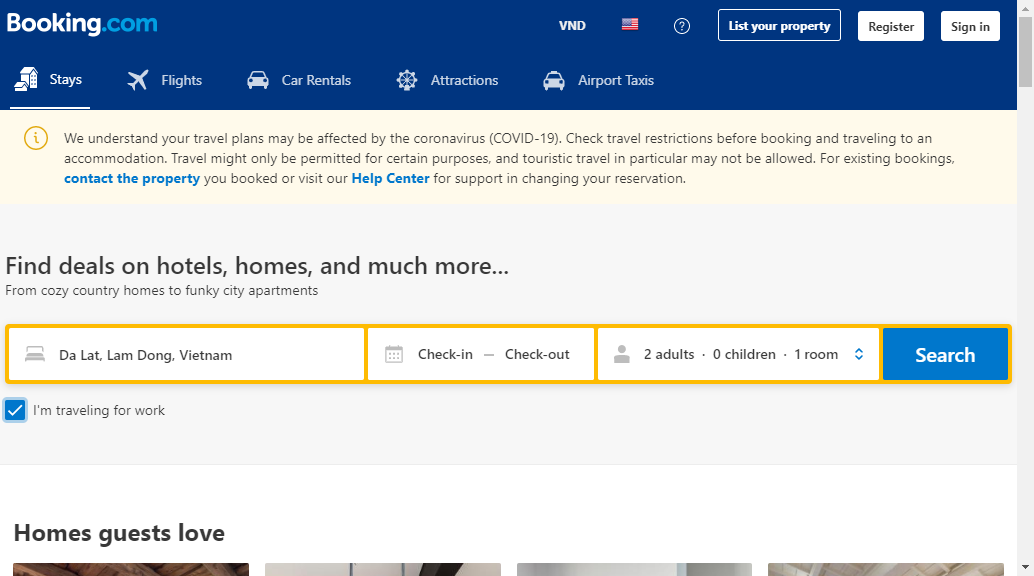 Booking.com
VND
List your property
Register
Sign in
Stays
Flights
Car Rentals
Attractions
Airport Taxis
We understand your travel plans may be affected by the coronavirus (COVID-19). Check travel restrictions before booking and traveling to an
accommodation. Travel might only be permitted for certain purposes, and touristic travel in particular may not be allowed. For existing bookings,
contact the property you booked or visit our Help Center for support in changing your reservation.
Find deals on hotels, homes, and much more...
From cozy country homes to funky city apartments
Da Lat, Lam Dong, Vietnam
Check-in — Check-out
2 adults · 0 children · 1 room
Search
I'm traveling for work
Homes guests love